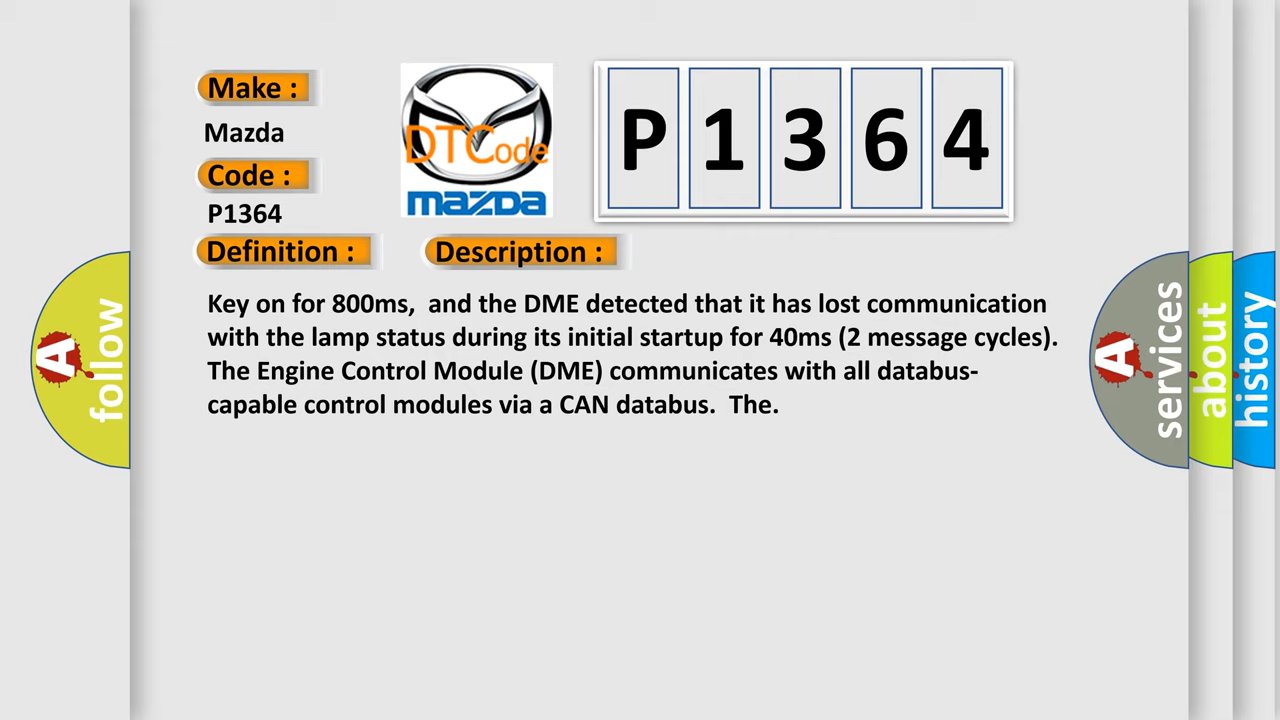 Make :
Mazda
Code :
P1364
Definition :
Description :
DTCode
mazda
P 1 3 6 4
Key on for 800ms, and the DME detected that it has lost communication
with the lamp status during its initial startup for 40ms (2 message cycles).
The Engine Control Module (DME) communicates with all databus-
capable control modules via a CAN databus. The.
A follow
A services
about
history